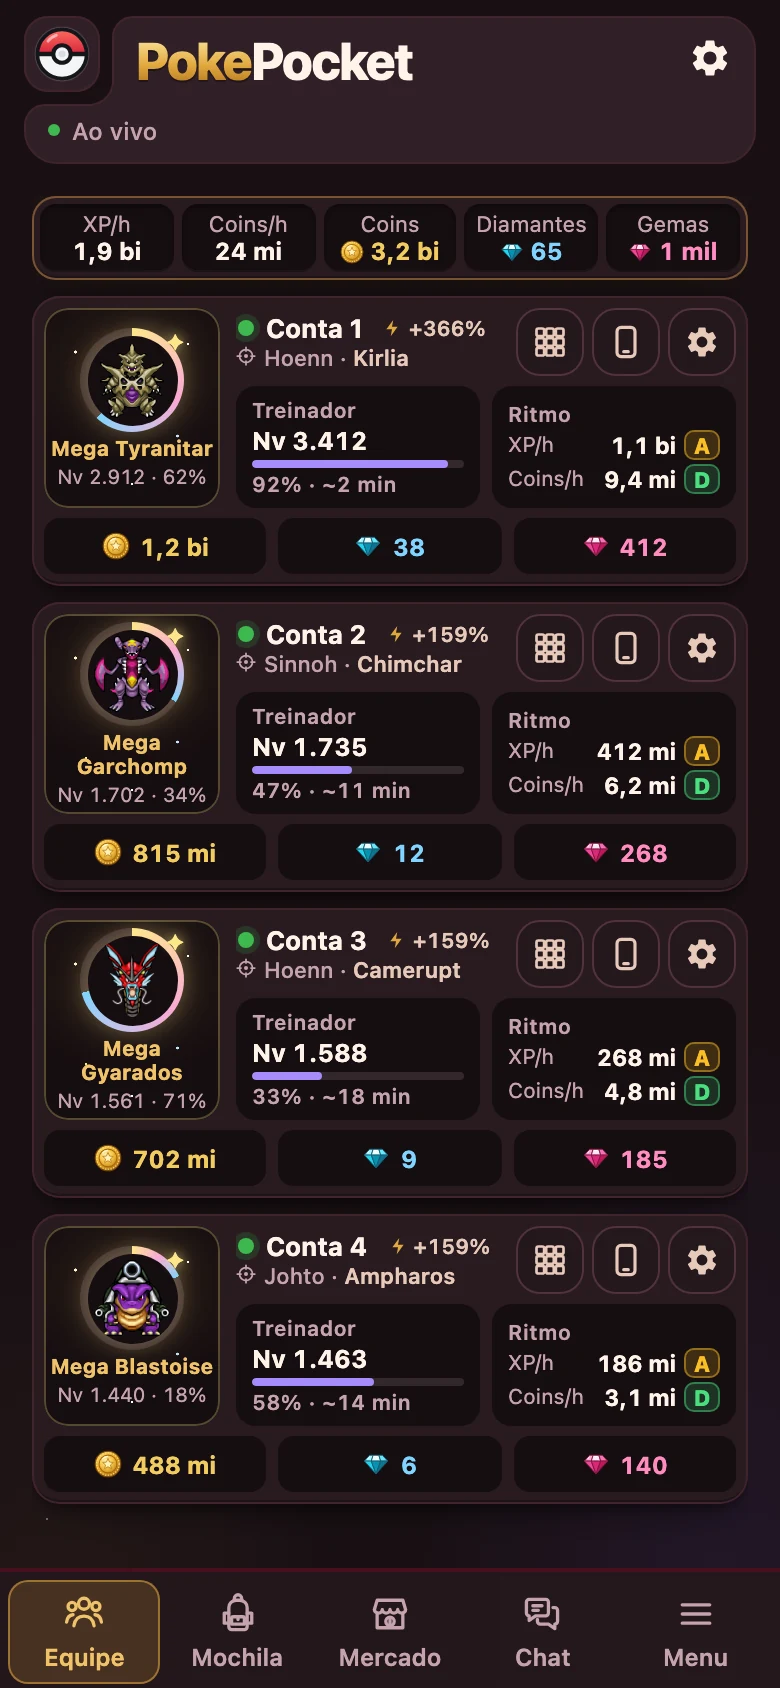 PokePocket
Ao vivo
XP/h
1,9 bi
Coins/h
24 mi
Coins
3,2 bi
Diamantes
65
Gemas
1 mil
Mega Tyranitar
Nv 2.912 · 62%
Conta 1 +366%
Hoenn · Kirlia
Treinador
Nv 3.412
92% · ~2 min
Ritmo
XP/h 1,1 bi A
Coins/h 9,4 mi D
1,2 bi
38
412
Mega
Garchomp
Nv 1.702 · 34%
Conta 2 +159%
Sinnoh · Chimchar
Treinador
Nv 1.735
47% · ~11 min
Ritmo
XP/h 412 mi A
Coins/h 6,2 mi D
815 mi
12
268
Mega
Gyarados
Nv 1.561 · 71%
Conta 3 +159%
Hoenn · Camerupt
Treinador
Nv 1.588
33% · ~18 min
Ritmo
XP/h 268 mi A
Coins/h 4,8 mi D
702 mi
9
185
Mega Blastoise
Nv 1.440 · 18%
Conta 4 +159%
Johto · Ampharos
Treinador
Nv 1.463
58% · ~14 min
Ritmo
XP/h 186 mi A
Coins/h 3,1 mi D
488 mi
6
140
Equipe
Mochila
Mercado
Chat
Menu